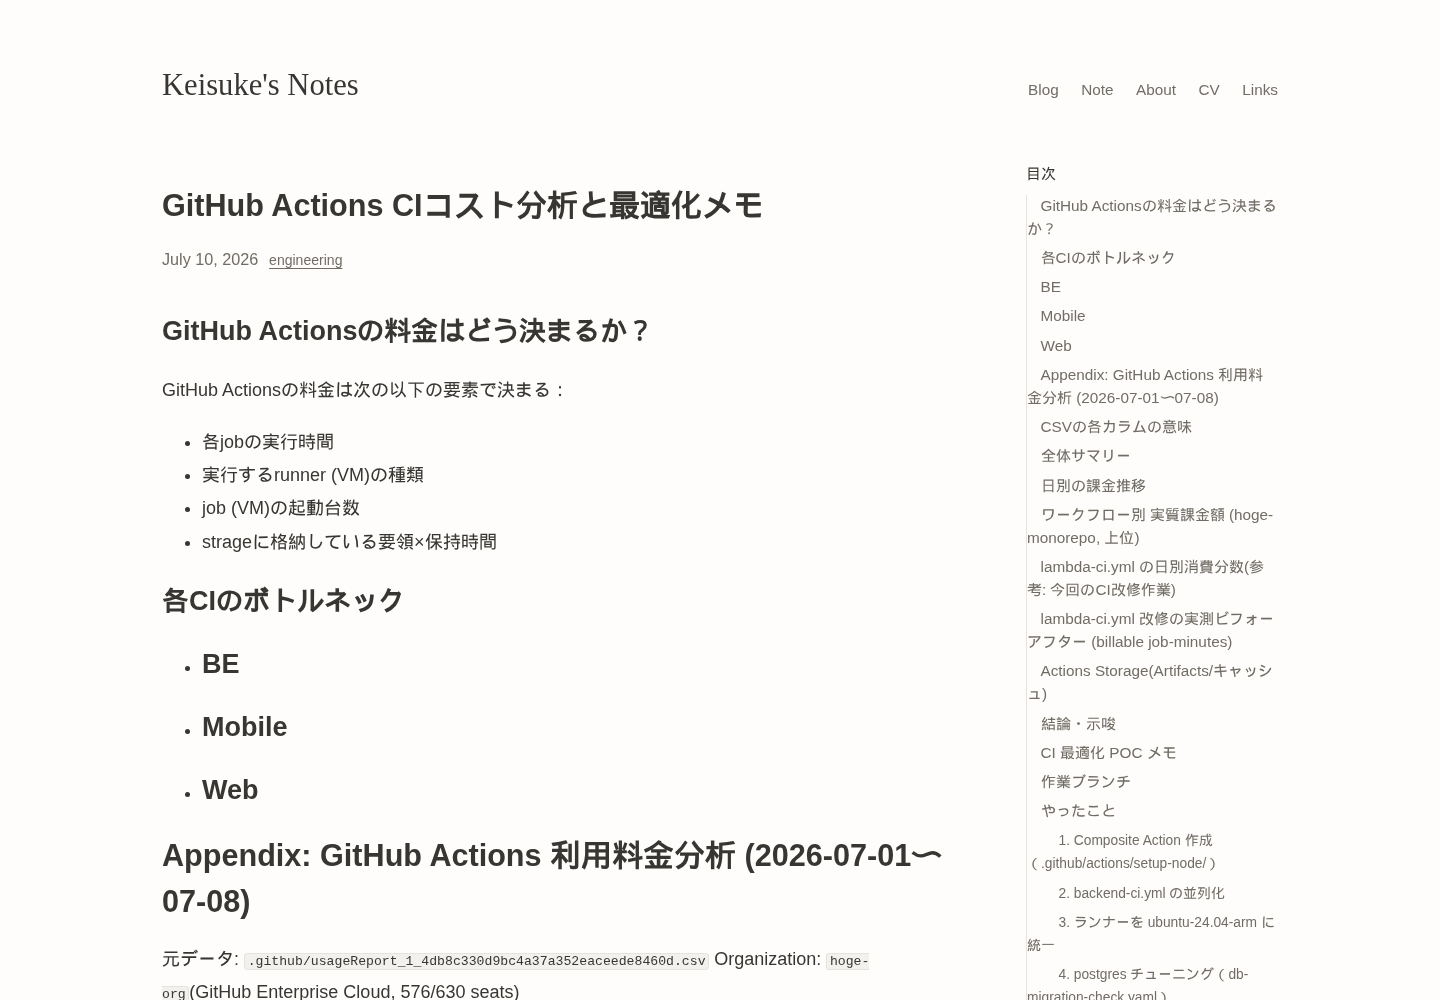 Keisuke's Notes
Blog Note About CV Links
GitHub Actions CIコスト分析と最適化メモ
July 10, 2026 engineering
GitHub Actionsの料金はどう決まるか？
GitHub Actionsの料金は次の以下の要素で決まる：
各jobの実行時間
実行するrunner (VM)の種類
job (VM)の起動台数
strageに格納している要領×保持時間
各CIのボトルネック
BE
Mobile
Web
Appendix: GitHub Actions 利用料金分析 (2026-07-01〜
07-08)
元データ: .github/usageReport_1_4db8c330d9bc4a37a352eaceede8460d.csv Organization: hoge-
org(GitHub Enterprise Cloud, 576/630 seats)
目次
GitHub Actionsの料金はどう決まる
か？
各CIのボトルネック
BE
Mobile
Web
Appendix: GitHub Actions 利用料
金分析 (2026-07-01〜07-08)
CSVの各カラムの意味
全体サマリー
日別の課金推移
ワークフロー別 実質課金額 (hoge-
monorepo, 上位)
lambda-ci.yml の日別消費分数(参
考: 今回のCI改修作業)
lambda-ci.yml 改修の実測ビフォー
アフター (billable job-minutes)
Actions Storage(Artifacts/キャッシ
ュ)
結論・示唆
CI 最適化 POC メモ
作業ブランチ
やったこと
1. Composite Action 作成
（.github/actions/setup-node/）
2. backend-ci.yml の並列化
3. ランナーを ubuntu-24.04-arm に
統一
4. postgres チューニング（db-
migration-check.yaml）